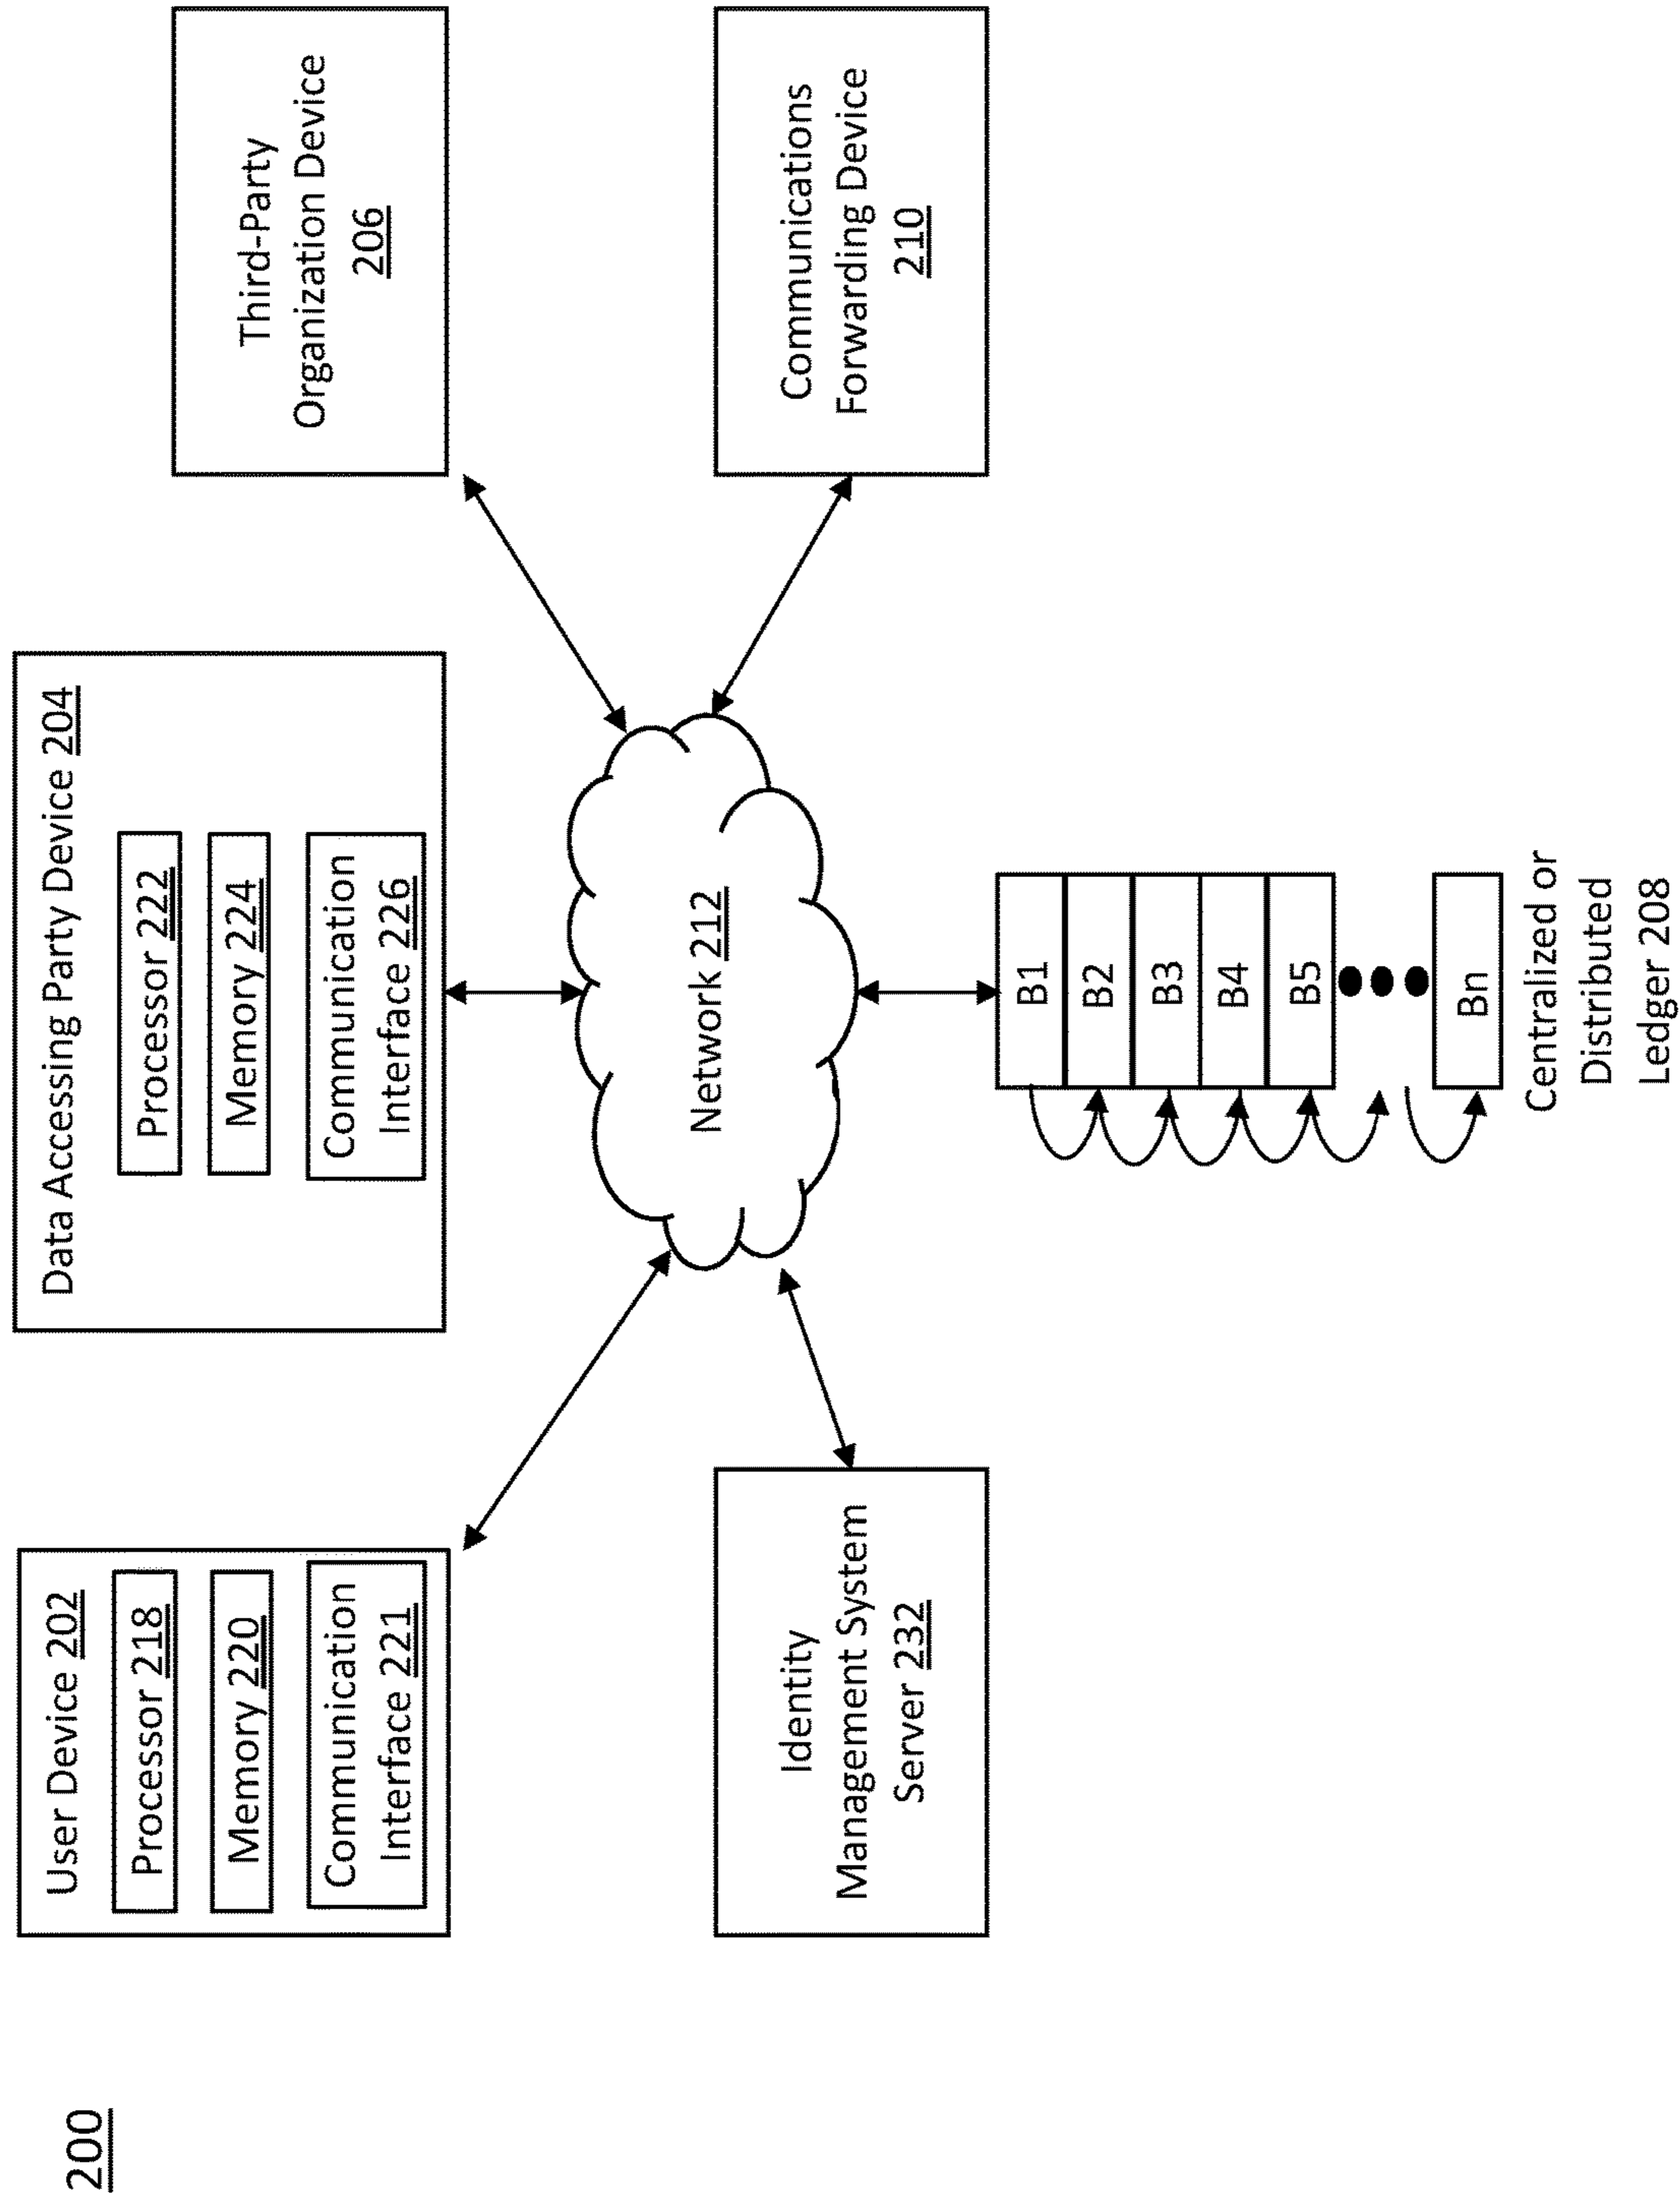 200
User Device 202
Processor 218
Memory 220
Communication
Interface 221
Data Accessing Party Device 204
Processor 222
Memory 224
Communication
Interface 226
Third-Party
Organization Device
206
Network 212
Identity
Management System
Server 232
Communications
Forwarding Device
210
B1
B2
B3
B4
B5
Bn
Centralized or
Distributed
Ledger 208